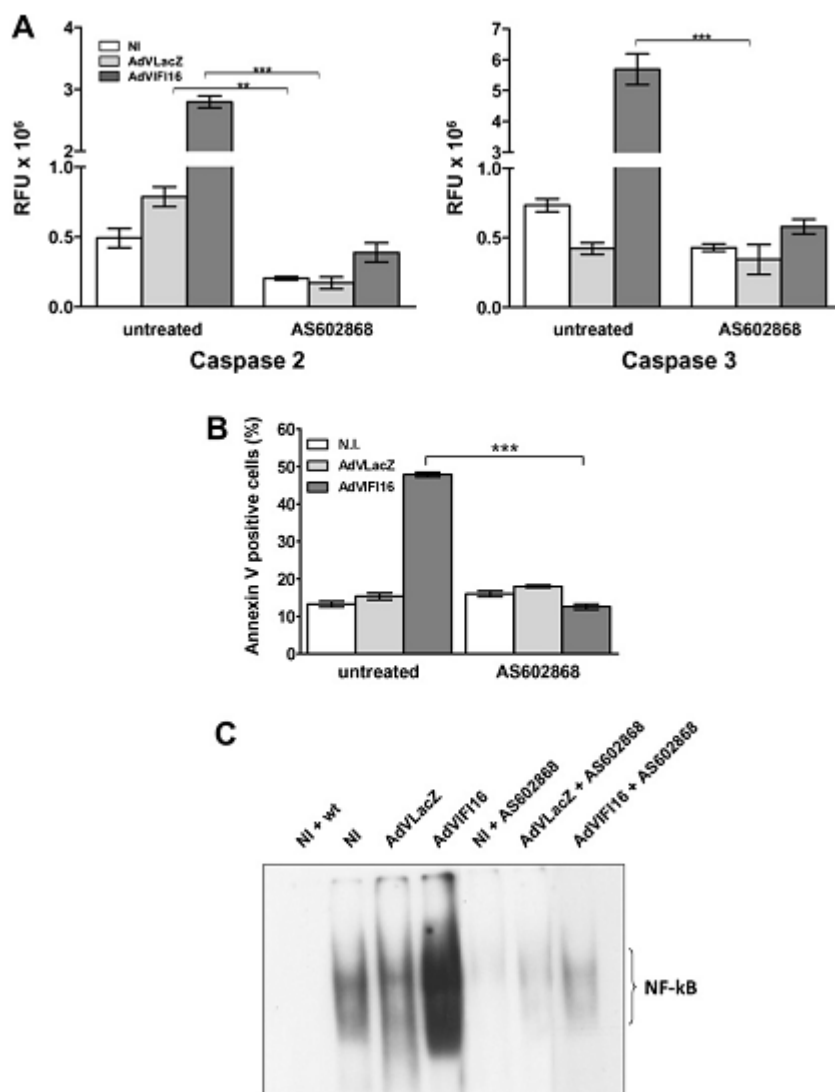 A
NI
AdVLacZ
AdVIFI16
***
**
RFU x 10⁶
4
3
2
1.0
0.5
0.0
untreated
AS602868
Caspase 2
***
RFU x 10⁶
7
6
5
4
3
2
1.0
0.5
0.0
untreated
AS602868
Caspase 3
B
N.I.
AdVLacZ
AdVIFI16
***
Annexin V positive cells (%)
60
50
40
30
20
10
0
untreated
AS602868
C
NI + wt
NI
AdVLacZ
AdVIFI16
NI + AS602868
AdVLacZ + AS602868
AdVIFI16 + AS602868
NF-kB